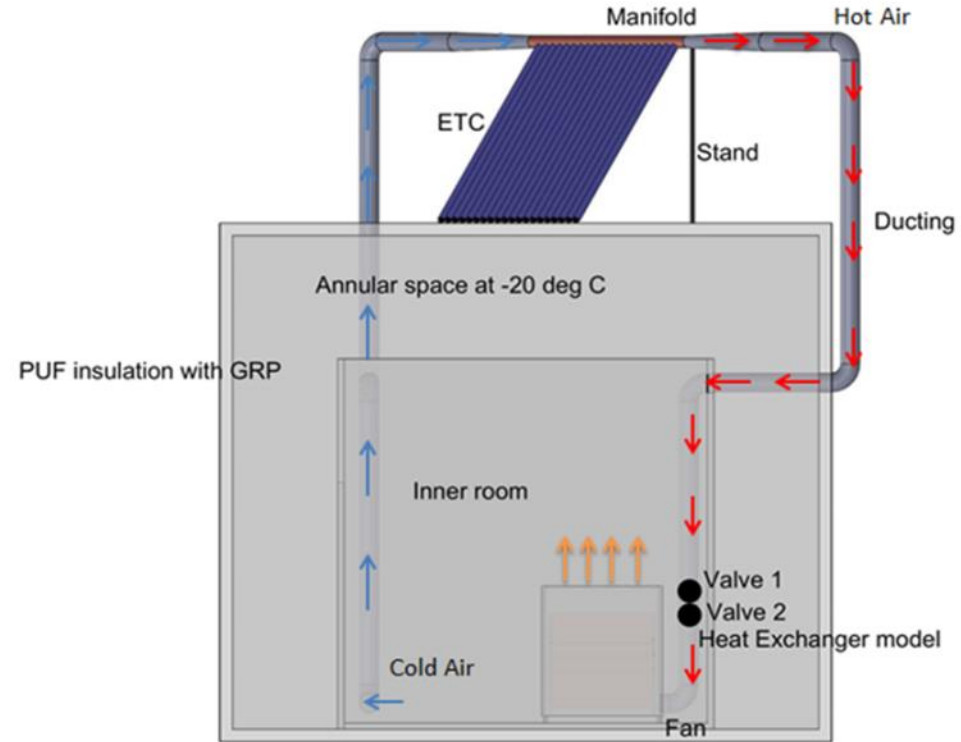 Manifold
Hot Air
ETC
Stand
Ducting
Annular space at -20 deg C
PUF insulation with GRP
Inner room
Valve 1
Valve 2
Heat Exchanger model
Cold Air
Fan